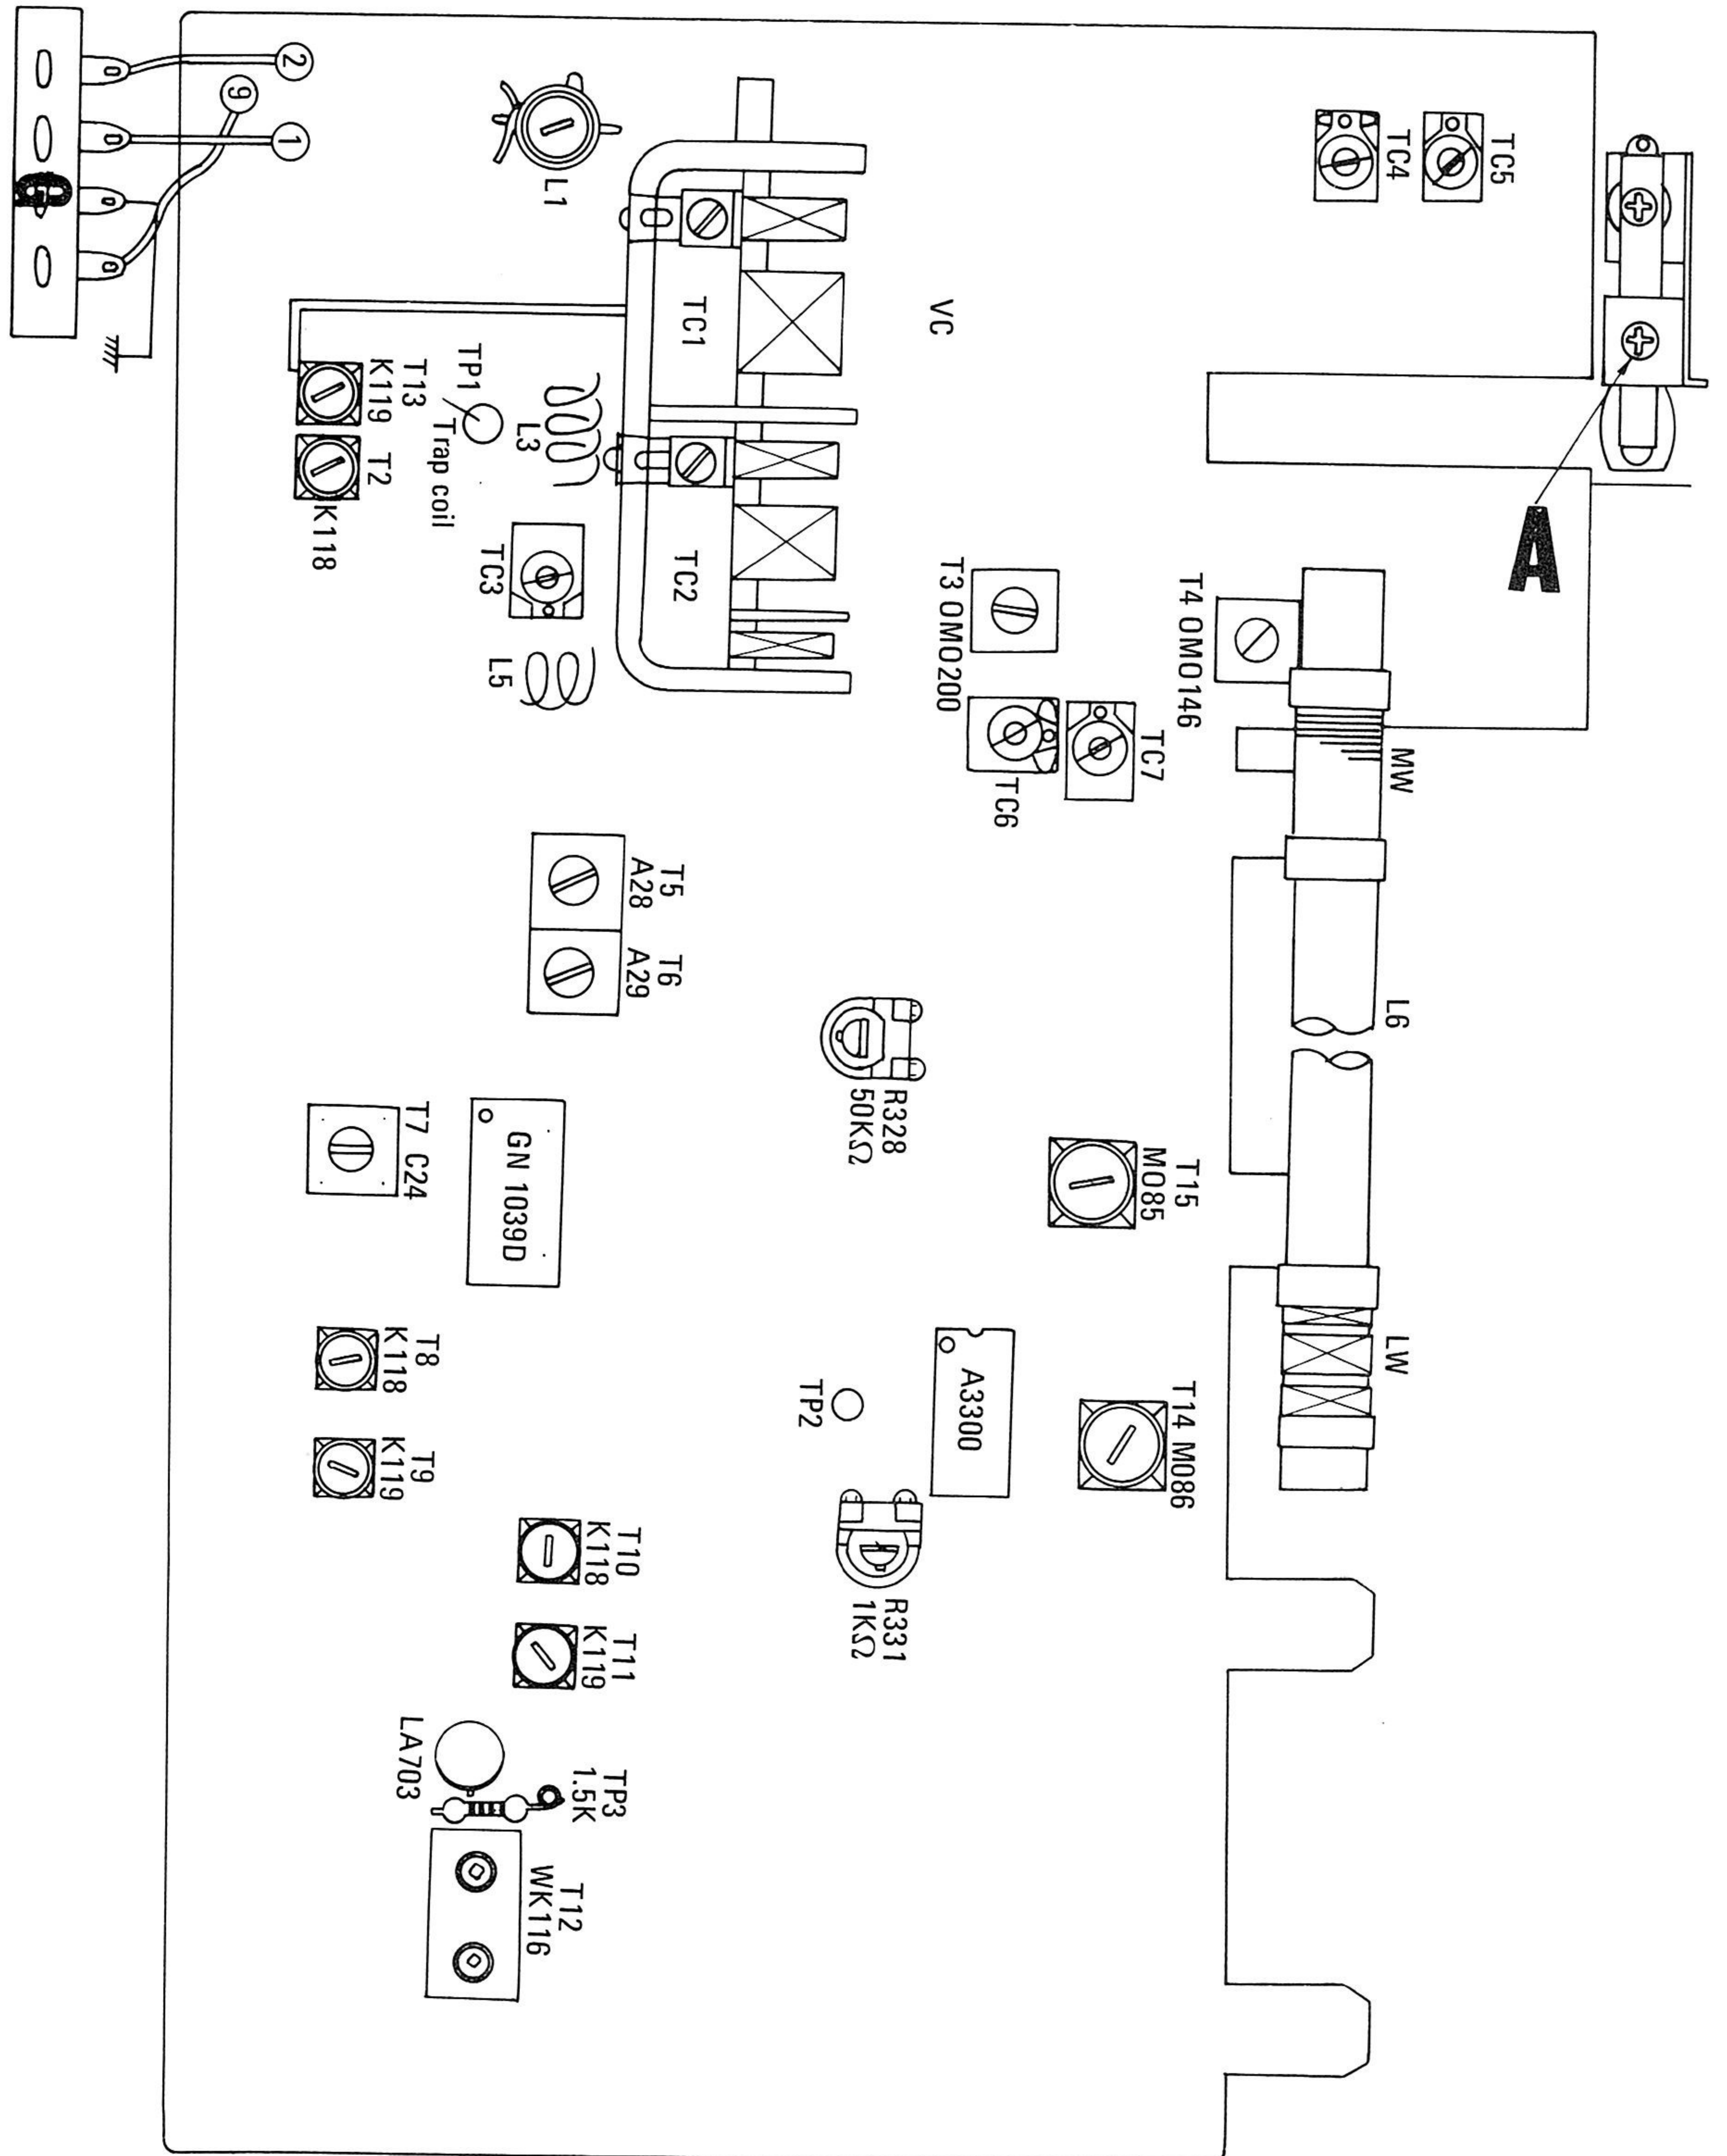 2
9
1
G
L1
TC4
TC5
TC1
VC
A
T13
K119
T2
K118
TP1
Trap coil
L3
TC3
L5
TC2
T3 OMO200
T4 OMO146
TC7
TC6
MW
T5
A28
T6
A29
L6
R328
50KΩ
T7 C24
GN 1039D
T15
MO85
T8
K118
T9
K119
TP2
A3300
T14 MO86
LW
T10
K118
T11
K119
R331
1KΩ
LA703
TP3
1.5K
T12
WK116